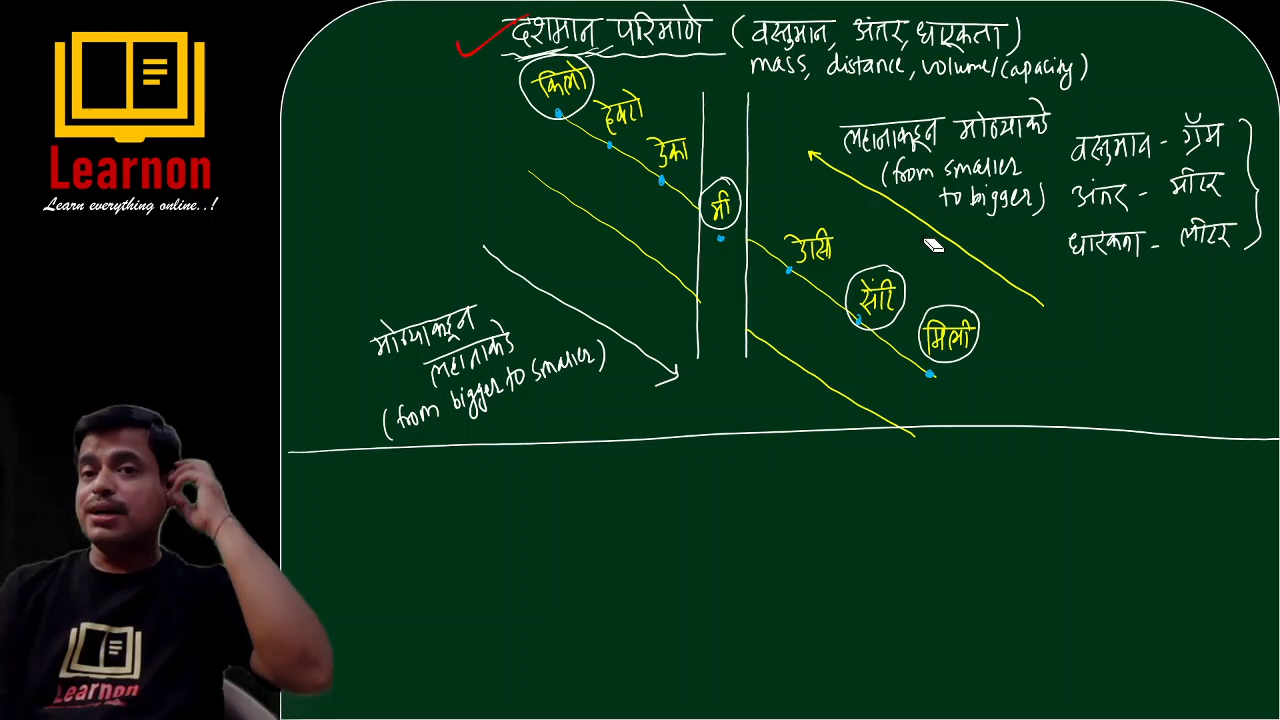 दशमान परिमाणे (वस्तुमान, अंतर, धारकता)
mass, distance, volume/capacity)
किलो
हेक्टो
डेका
मी
डेसी
सेंटि
मिली
लहानाकडून मोठ्याकडे
(from smaller
to bigger)
वस्तुमान - ग्रॅम
अंतर - मीटर
धारकता - लीटर
मोठ्याकडून
लहानाकडे
(from bigger to smaller)
Learnon
Learn everything online..!
Learnon